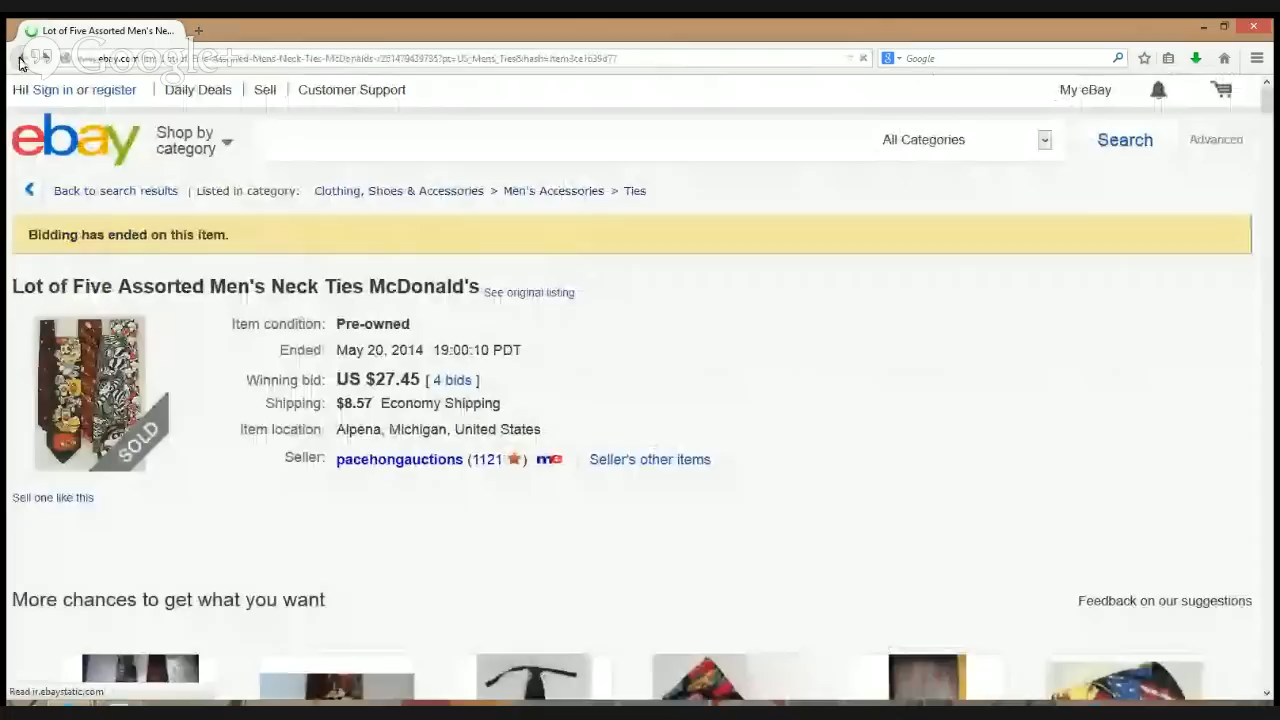 Lot of Five Assorted Men's Ne...
Google+
Google
Hi! Sign in or register
Daily Deals
Sell
Customer Support
My eBay
ebay
Shop by
category
All Categories
Search
Advanced
Back to search results | Listed in category: Clothing, Shoes & Accessories > Men's Accessories > Ties
Bidding has ended on this item.
Lot of Five Assorted Men's Neck Ties McDonald's See original listing
SOLD
Item condition: Pre-owned
Ended: May 20, 2014 19:00:10 PDT
Winning bid: US $27.45 [ 4 bids ]
Shipping: $8.57 Economy Shipping
Item location: Alpena, Michigan, United States
Seller: pacehongauctions (1121 ) me Seller's other items
Sell one like this
More chances to get what you want
Feedback on our suggestions
Read ir.ebaystatic.com